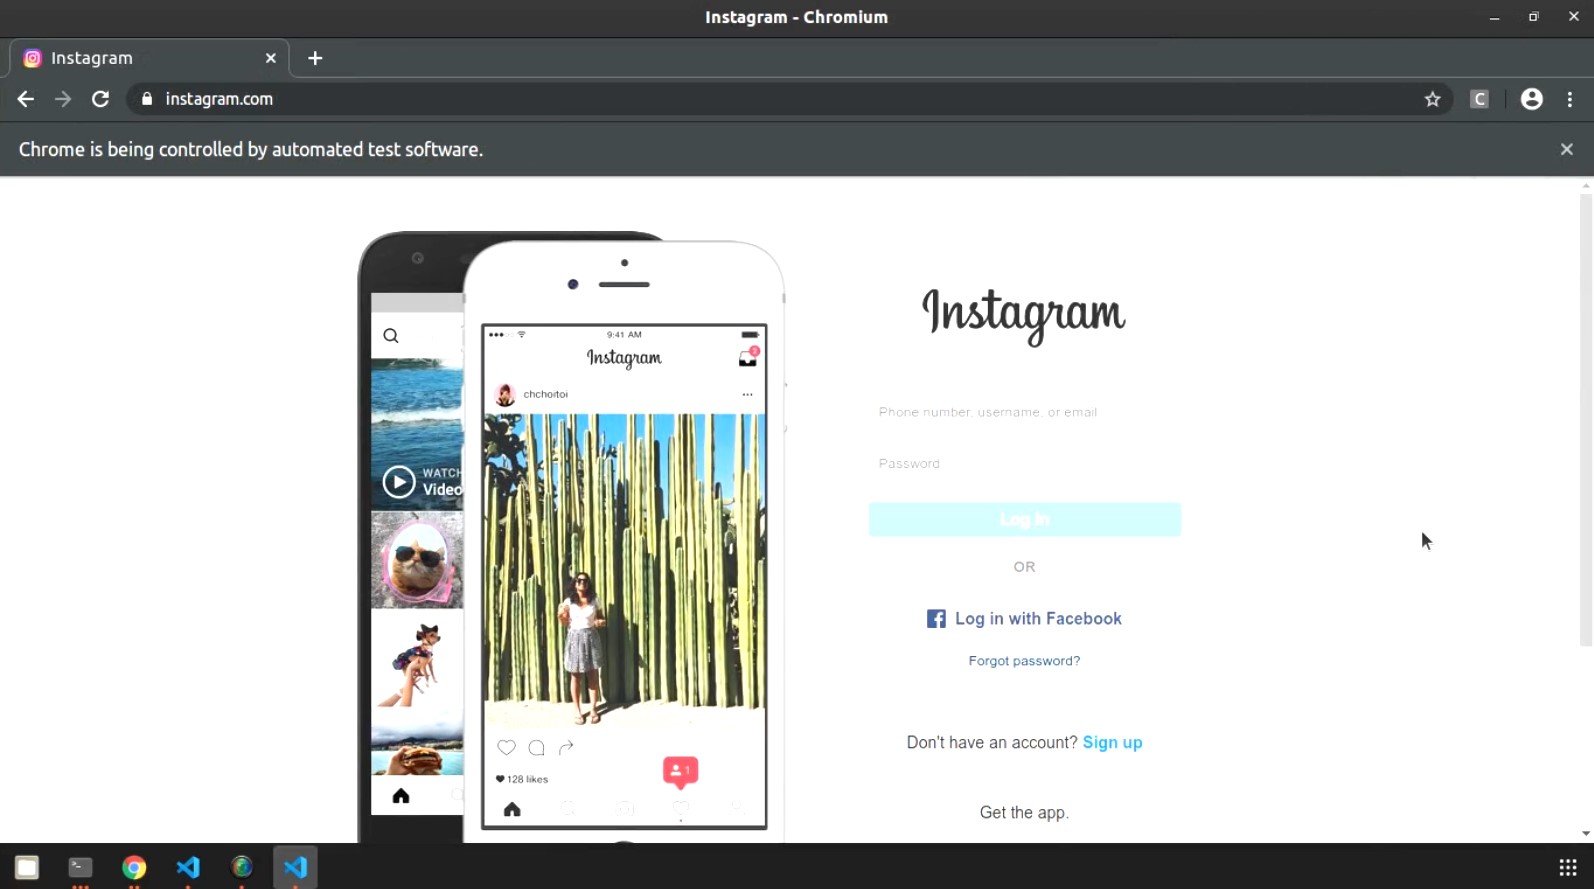 Instagram - Chromium
Instagram
instagram.com
C
Chrome is being controlled by automated test software.
9:41 AM
Instagram
2
chchoitoi
WATCH
Video
1
128 likes
Instagram
Phone number, username, or email
Password
Log In
OR
Log in with Facebook
Forgot password?
Don't have an account? Sign up
Get the app.